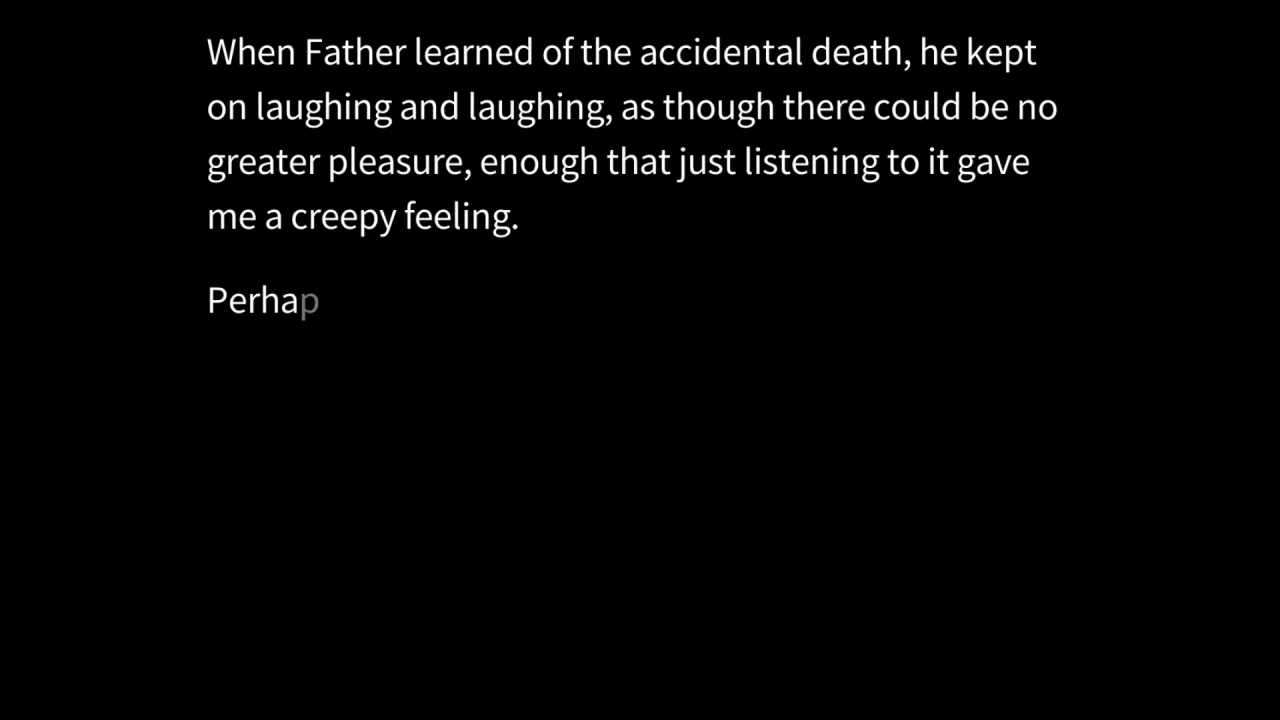 When Father learned of the accidental death, he kept
on laughing and laughing, as though there could be no
greater pleasure, enough that just listening to it gave
me a creepy feeling.
Perhap